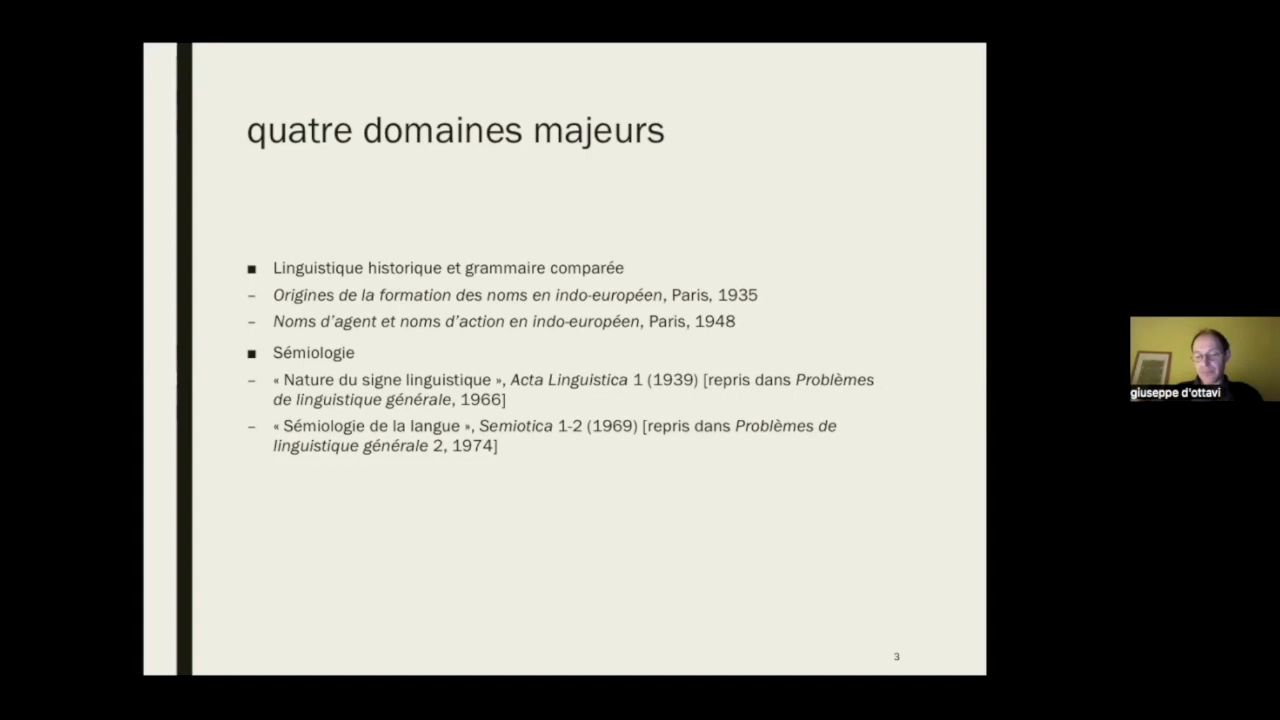 quatre domaines majeurs
■ Linguistique historique et grammaire comparée
– Origines de la formation des noms en indo-européen, Paris, 1935
– Noms d’agent et noms d’action en indo-européen, Paris, 1948
■ Sémiologie
– « Nature du signe linguistique », Acta Linguistica 1 (1939) [repris dans Problèmes
de linguistique générale, 1966]
– « Sémiologie de la langue », Semiotica 1-2 (1969) [repris dans Problèmes de
linguistique générale 2, 1974]
3
giuseppe d'ottavi